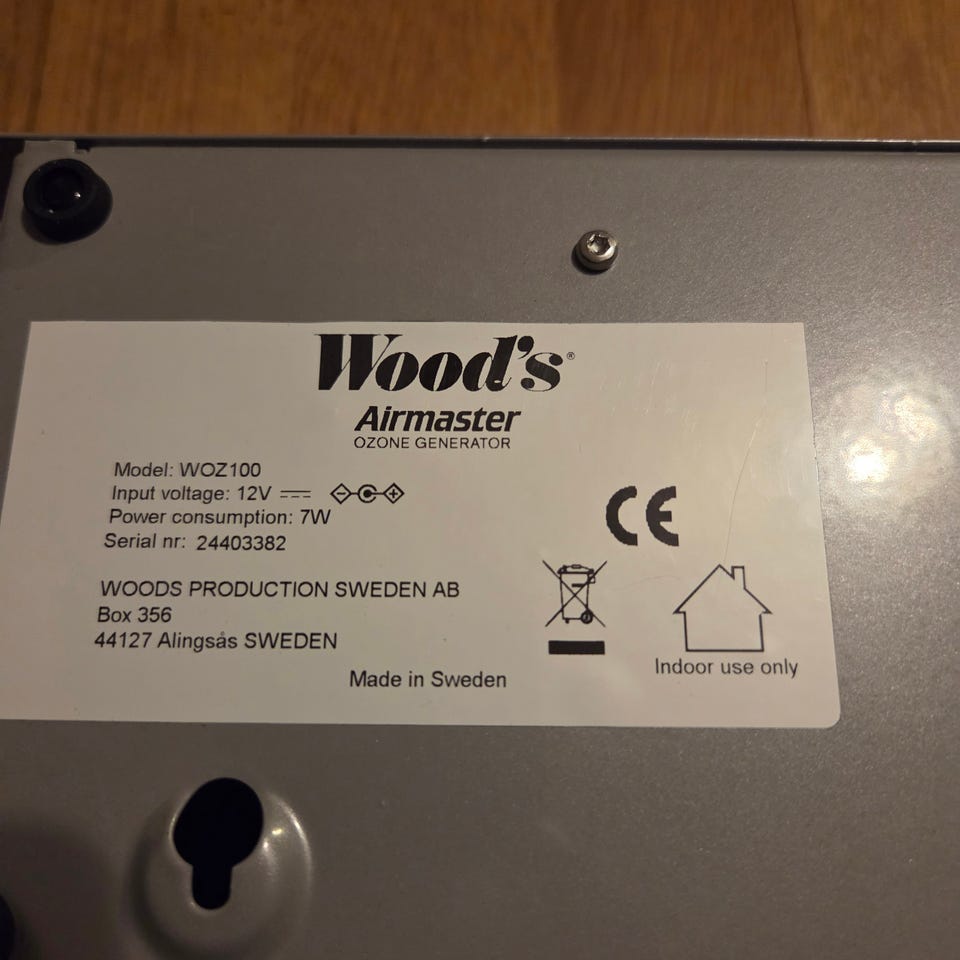 Wood's®
Airmaster
OZONE GENERATOR
Model: WOZ100
Input voltage: 12V
Power consumption: 7W
Serial nr: 24403382
WOODS PRODUCTION SWEDEN AB
Box 356
44127 Alingsås SWEDEN
Made in Sweden
CE
Indoor use only